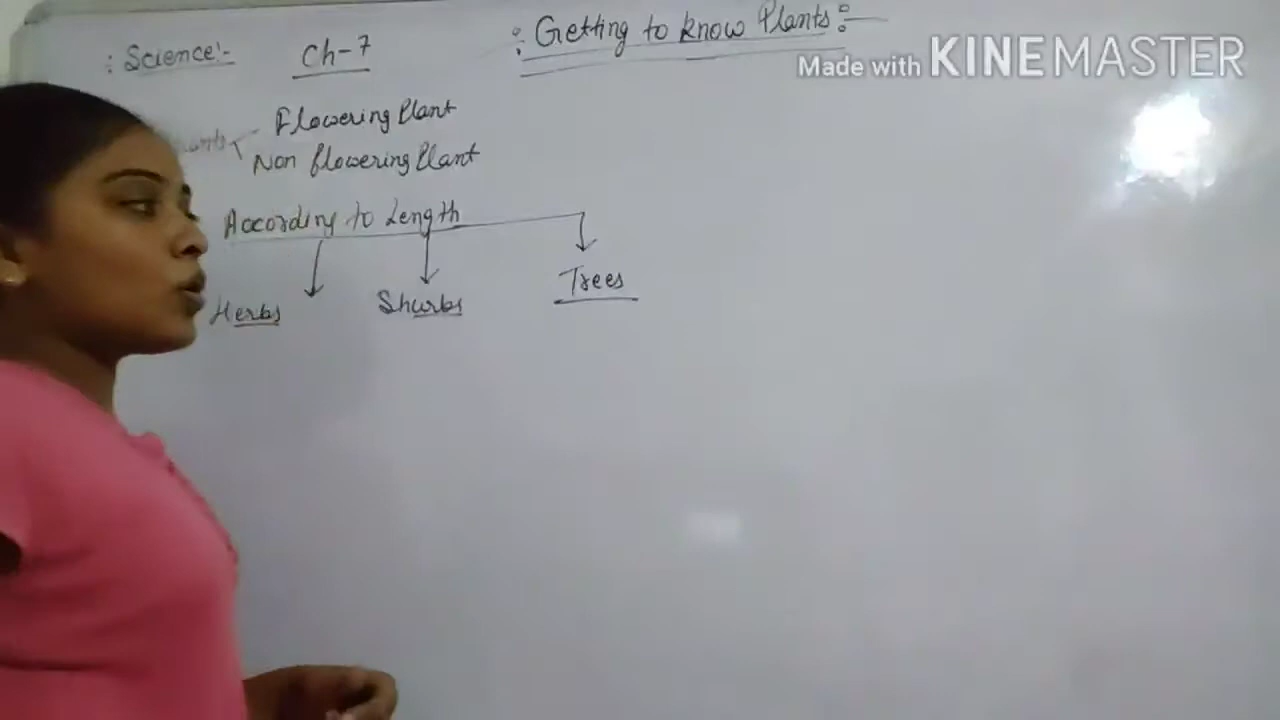 : Getting to know Plants :-
: Science:- Ch-7
Made with KINEMASTER
Flowering Plant
Non flowering Plant
According to Length
Herbs Shurbs Trees